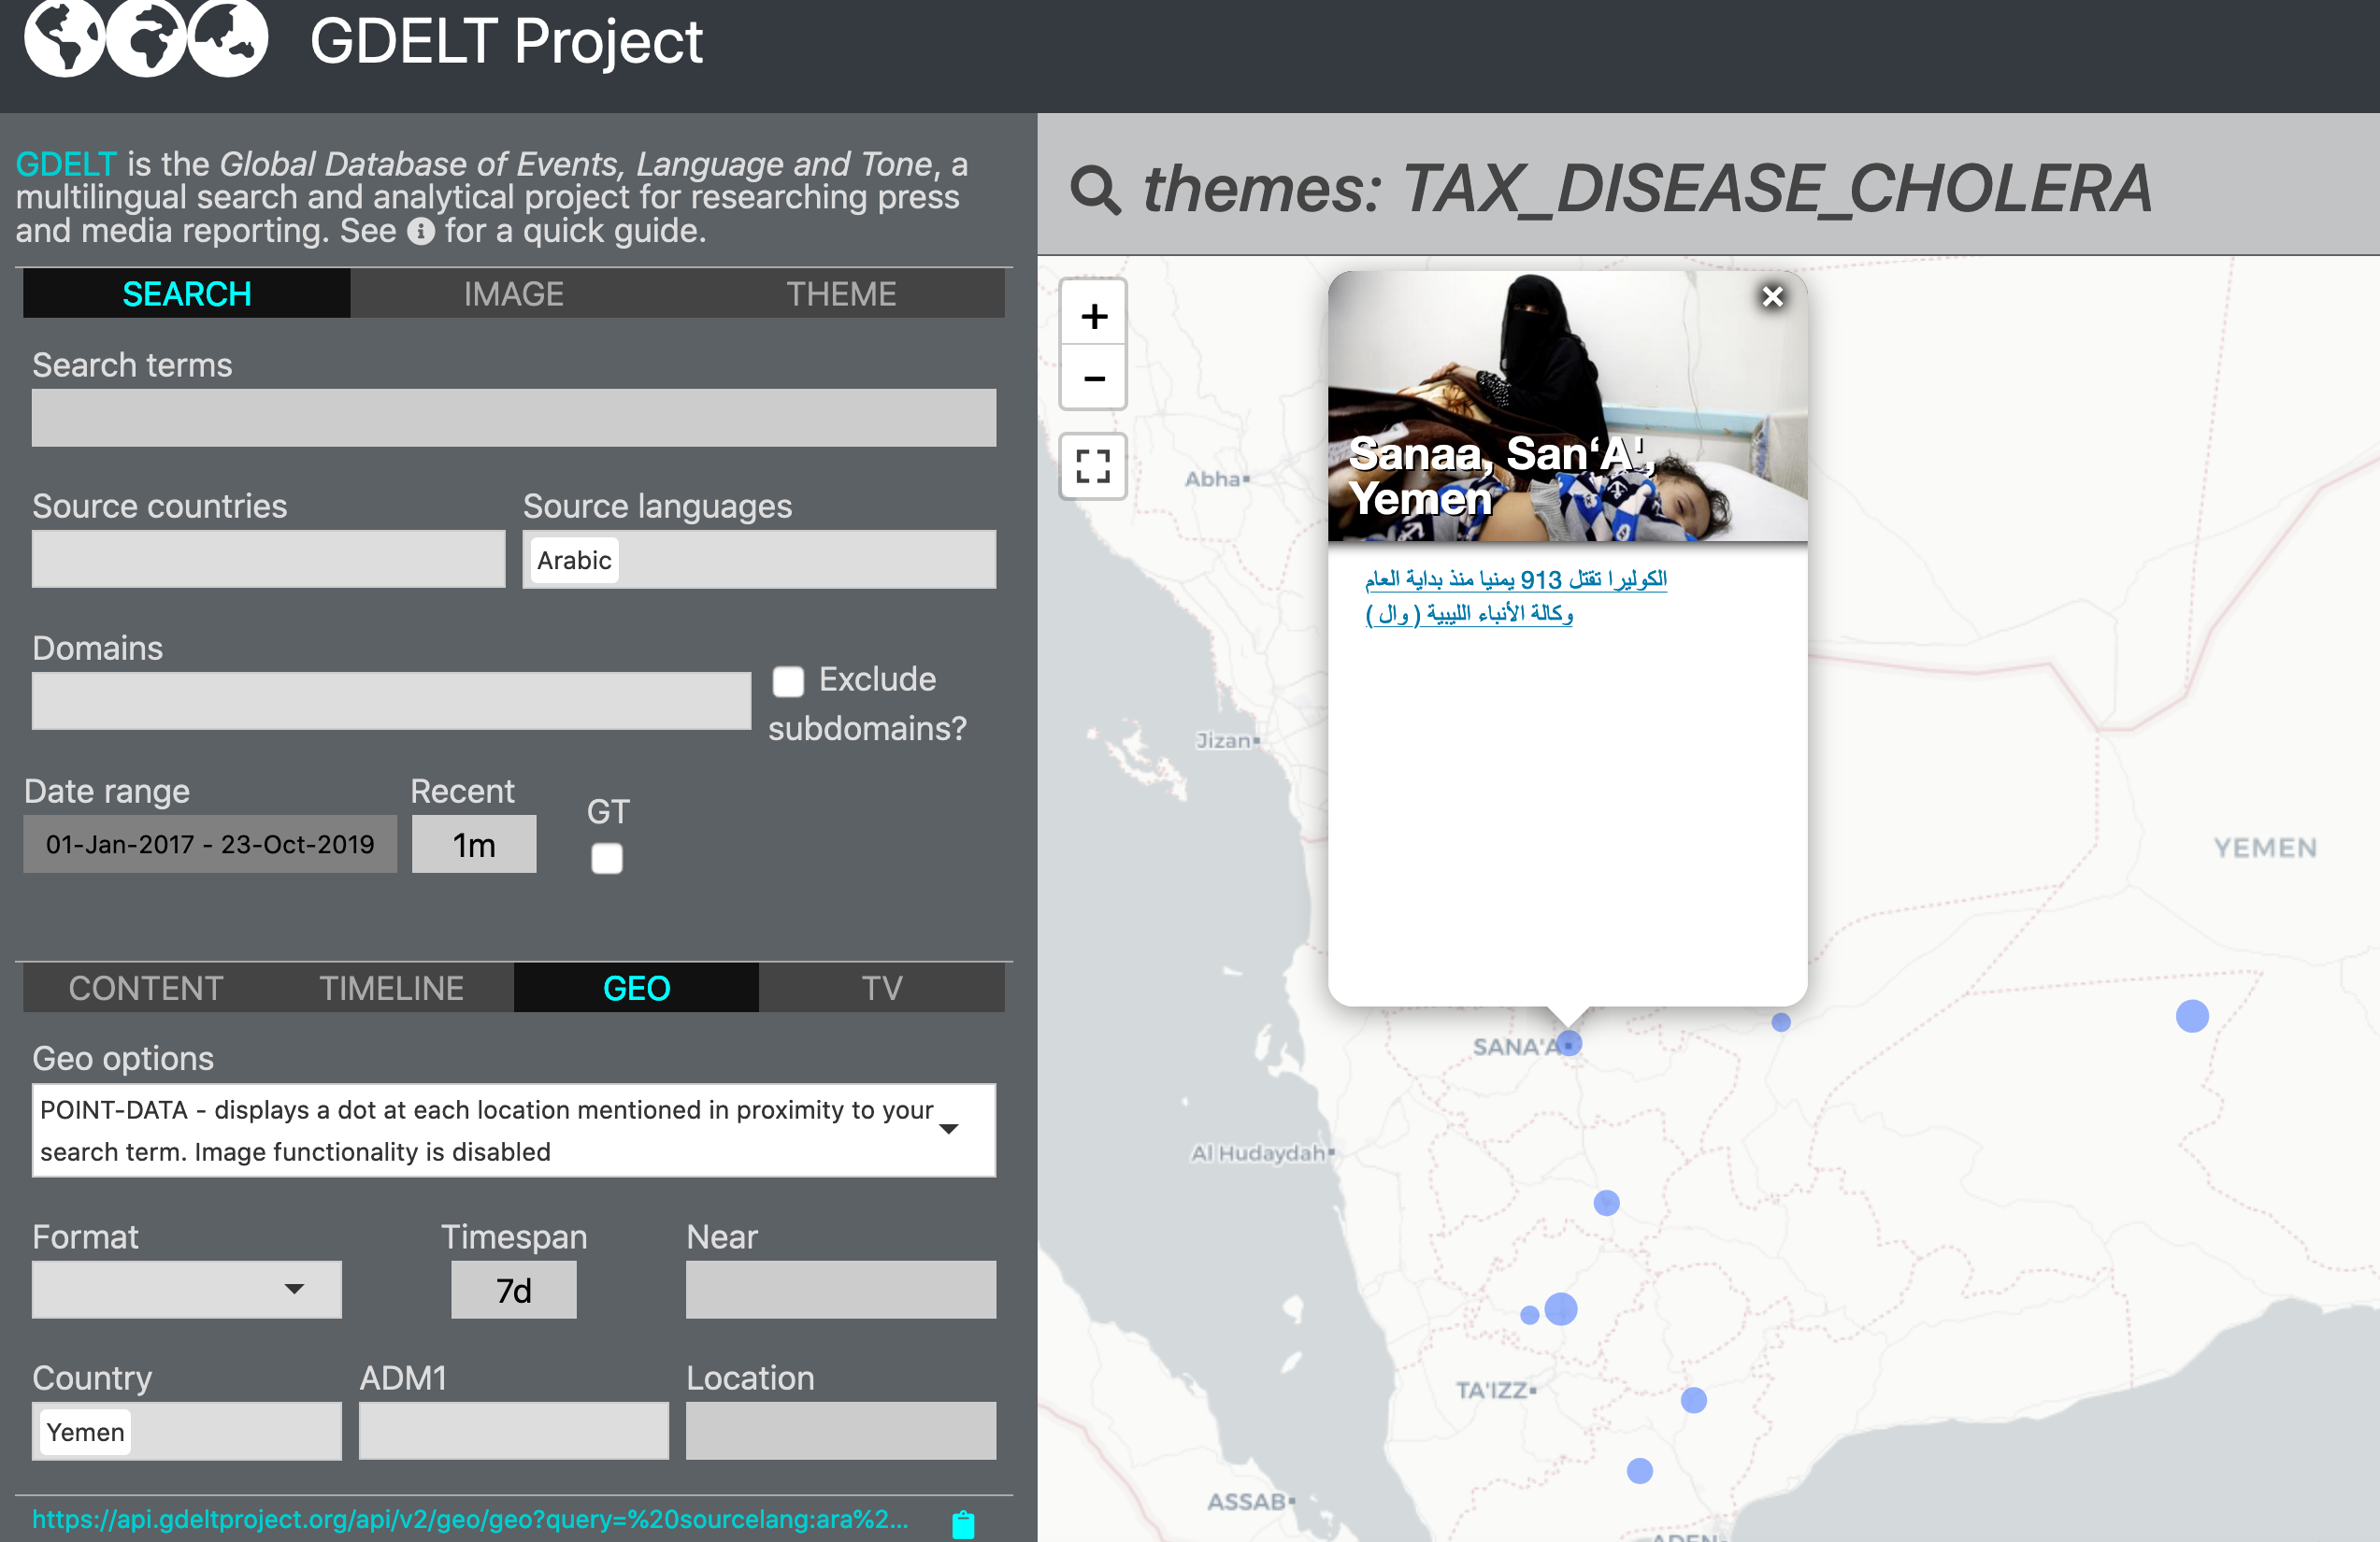 GDELT Project
GDELT is the Global Database of Events, Language and Tone, a
multilingual search and analytical project for researching press
and media reporting. See for a quick guide.
SEARCH IMAGE THEME
Search terms
Source countries Source languages
Arabic
Domains
Exclude
subdomains?
Date range Recent GT
01-Jan-2017 - 23-Oct-2019 1m
CONTENT TIMELINE GEO TV
Geo options
POINT-DATA - displays a dot at each location mentioned in proximity to your
search term. Image functionality is disabled
Format Timespan Near
7d
Country ADM1 Location
Yemen
https://api.gdeltproject.org/api/v2/geo/geo?query=%20sourcelang:ara%2...
themes: TAX_DISEASE_CHOLERA
+
−
Sanaa, San‘A',
Yemen
الكوليرا تقتل 913 يمنيا منذ بداية العام
وكالة الأنباء الليبية ( وال )
Abha
Jizan
YEMEN
SANA'A
Al Hudaydah
TA'IZZ
ASSAB
ADEN